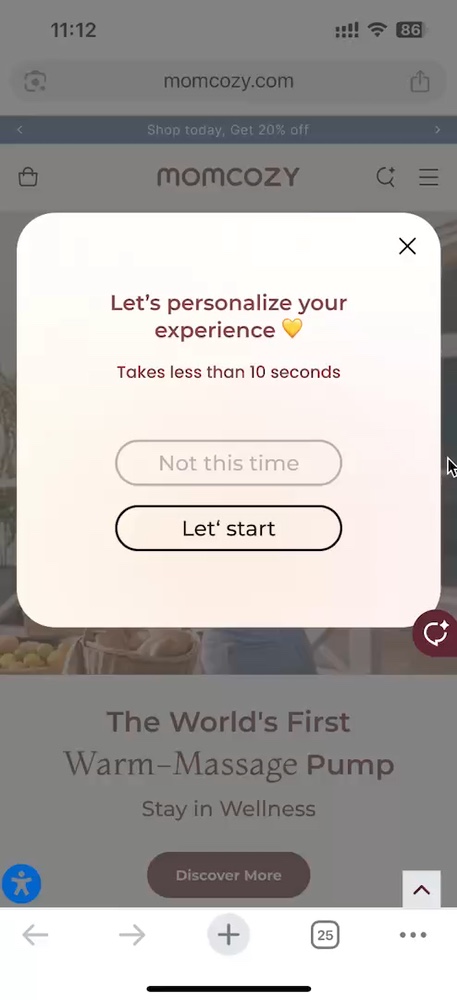 11:12
86
momcozy.com
Shop today, Get 20% off
momcozy
Let’s personalize your
experience 💛
Takes less than 10 seconds
Not this time
Let‘ start
The World's First
Warm–Massage Pump
Stay in Wellness
Discover More
25